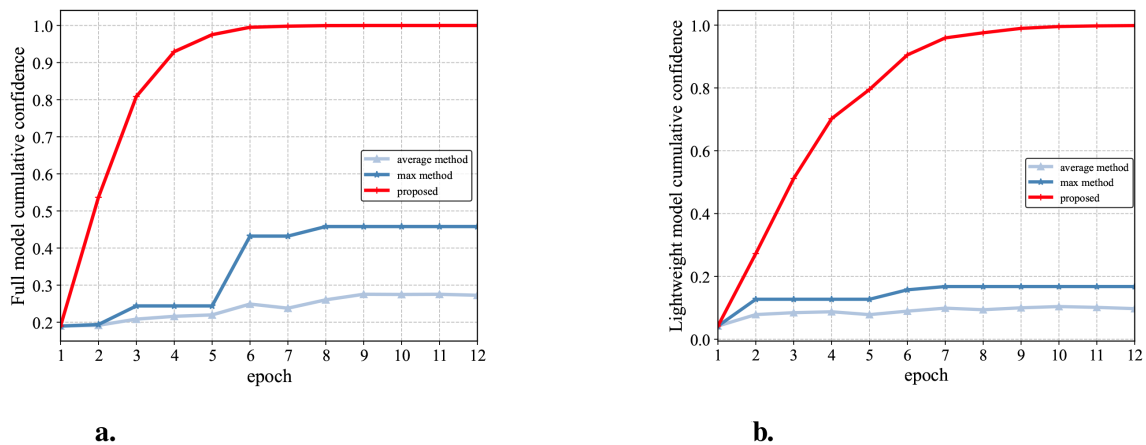 Full model cumulative confidence
1.0
0.9
0.8
0.7
0.6
0.5
0.4
0.3
0.2
average method
max method
proposed
1 2 3 4 5 6 7 8 9 10 11 12
epoch
a.
Lightweight model cumulative confidence
1.0
0.8
0.6
0.4
0.2
0.0
average method
max method
proposed
1 2 3 4 5 6 7 8 9 10 11 12
epoch
b.